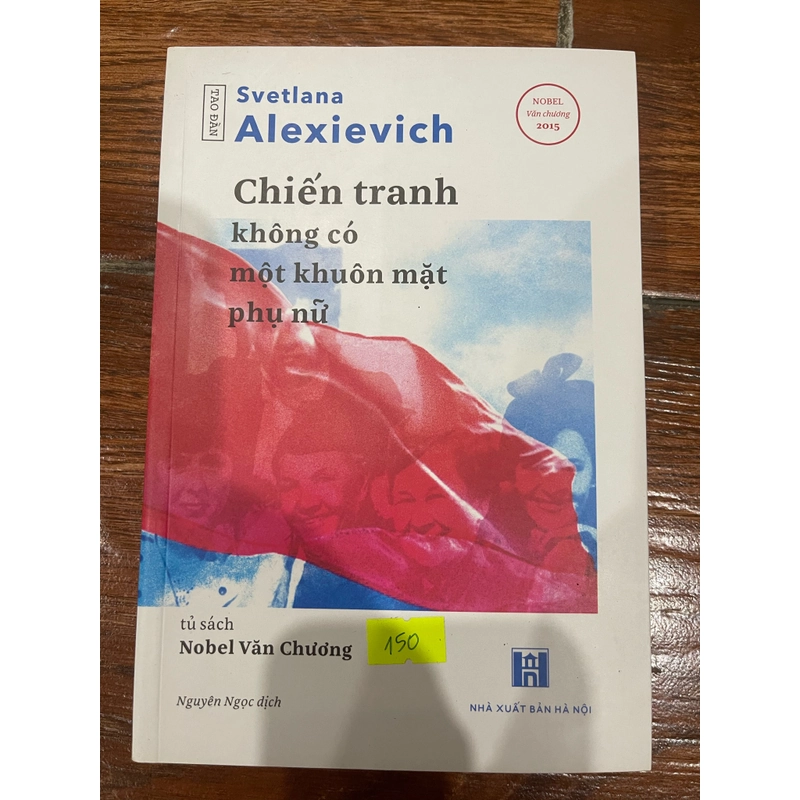 TAO ĐÀN
Svetlana
Alexievich
NOBEL
Văn chương
2015
Chiến tranh
không có
một khuôn mặt
phụ nữ
tủ sách
Nobel Văn Chương
150
Nguyên Ngọc dịch
NHÀ XUẤT BẢN HÀ NỘI